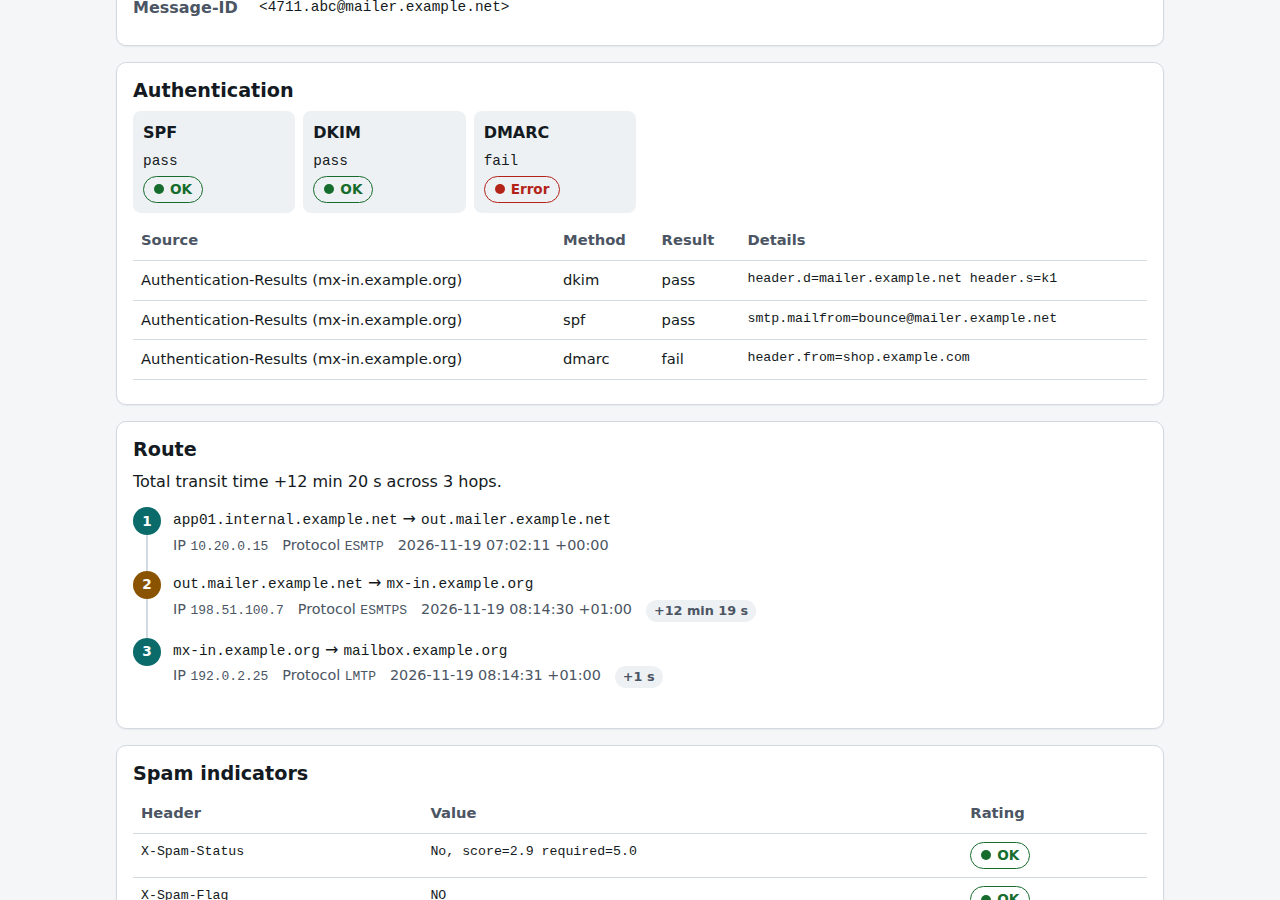 Message-ID <4711.abc@mailer.example.net>
Authentication
SPF DKIM DMARC
pass pass fail
OK OK Error
Source Method Result Details
Authentication-Results (mx-in.example.org) dkim pass header.d=mailer.example.net header.s=k1
Authentication-Results (mx-in.example.org) spf pass smtp.mailfrom=bounce@mailer.example.net
Authentication-Results (mx-in.example.org) dmarc fail header.from=shop.example.com
Route
Total transit time +12 min 20 s across 3 hops.
1 app01.internal.example.net → out.mailer.example.net
IP 10.20.0.15 Protocol ESMTP 2026-11-19 07:02:11 +00:00
2 out.mailer.example.net → mx-in.example.org
IP 198.51.100.7 Protocol ESMTPS 2026-11-19 08:14:30 +01:00 +12 min 19 s
3 mx-in.example.org → mailbox.example.org
IP 192.0.2.25 Protocol LMTP 2026-11-19 08:14:31 +01:00 +1 s
Spam indicators
Header Value Rating
X-Spam-Status No, score=2.9 required=5.0 OK
X-Spam-Flag NO OK